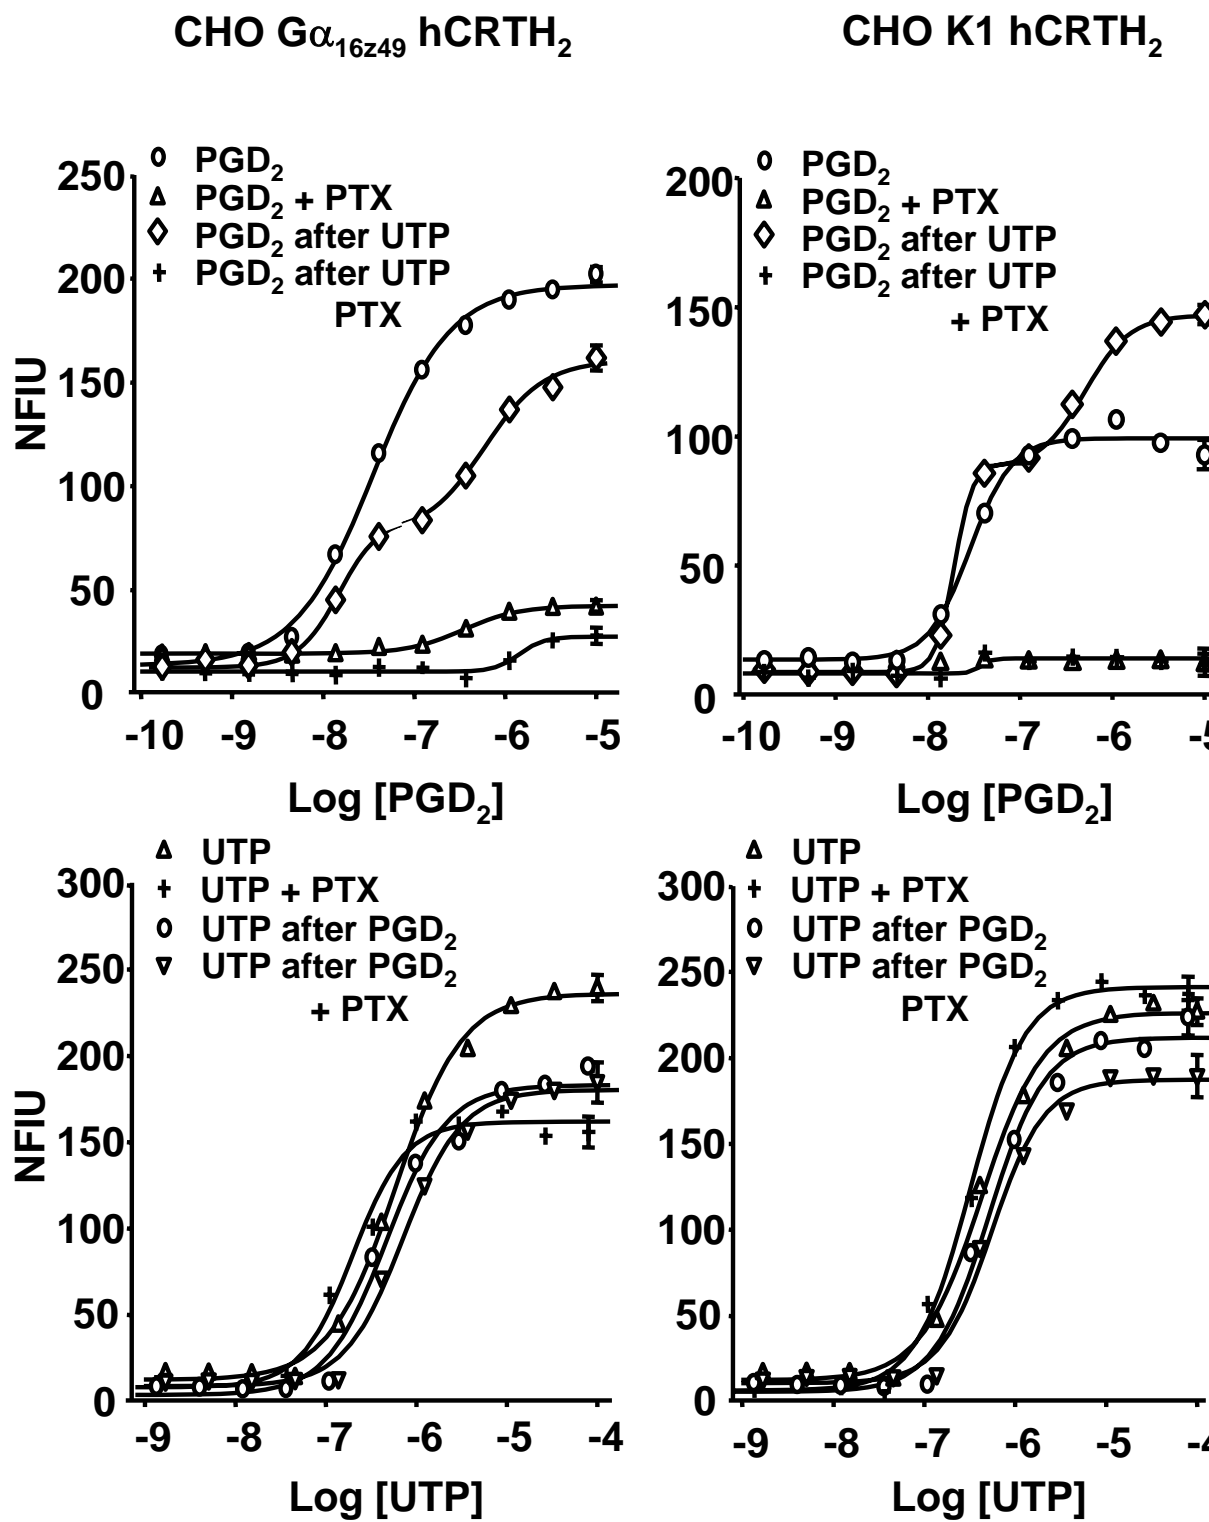 CHO Gα16z49 hCRTH2
CHO K1 hCRTH2
PGD2
PGD2 + PTX
PGD2 after UTP
PGD2 after UTP
PTX
250
200
150
100
50
0
NFIU
-10 -9 -8 -7 -6 -5
Log [PGD2]
PGD2
PGD2 + PTX
PGD2 after UTP
PGD2 after UTP
+ PTX
200
150
100
50
0
-10 -9 -8 -7 -6 -5
Log [PGD2]
UTP
UTP + PTX
UTP after PGD2
UTP after PGD2
+ PTX
300
250
200
150
100
50
0
NFIU
-9 -8 -7 -6 -5 -4
Log [UTP]
UTP
UTP + PTX
UTP after PGD2
UTP after PGD2
PTX
300
250
200
150
100
50
0
-9 -8 -7 -6 -5 -4
Log [UTP]